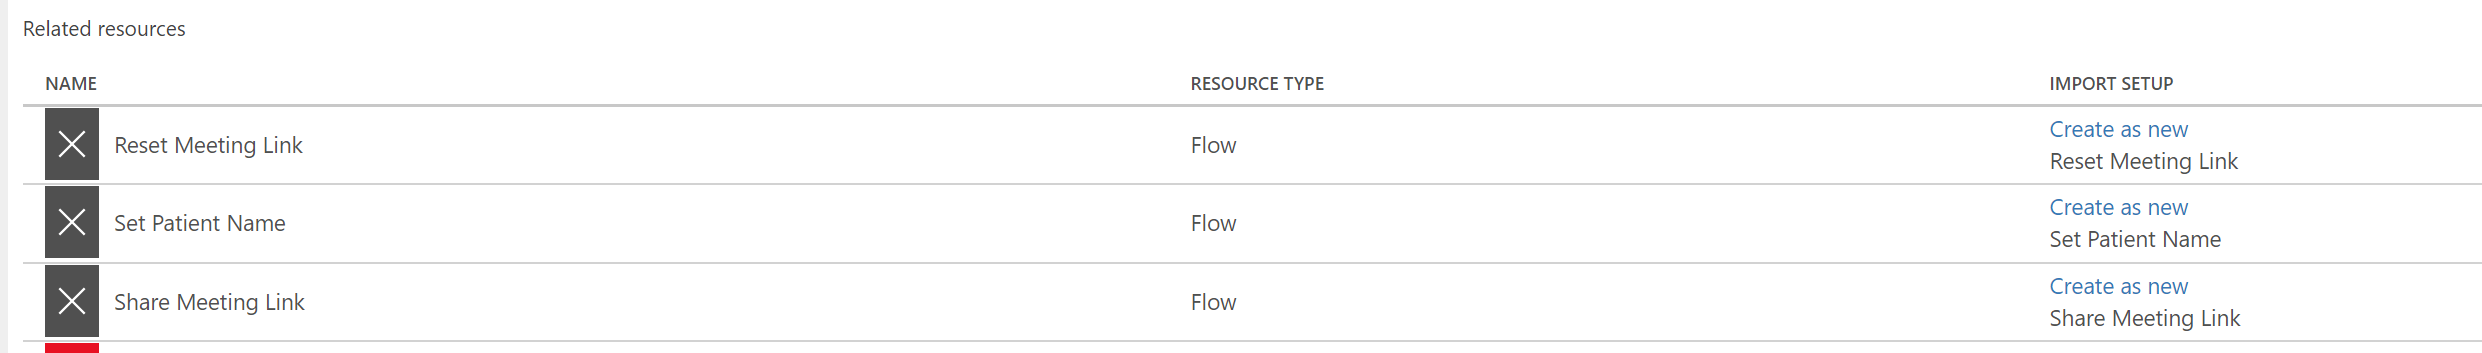 Related resources
NAME RESOURCE TYPE IMPORT SETUP
Reset Meeting Link Flow Create as new
Reset Meeting Link
Set Patient Name Flow Create as new
Set Patient Name
Share Meeting Link Flow Create as new
Share Meeting Link